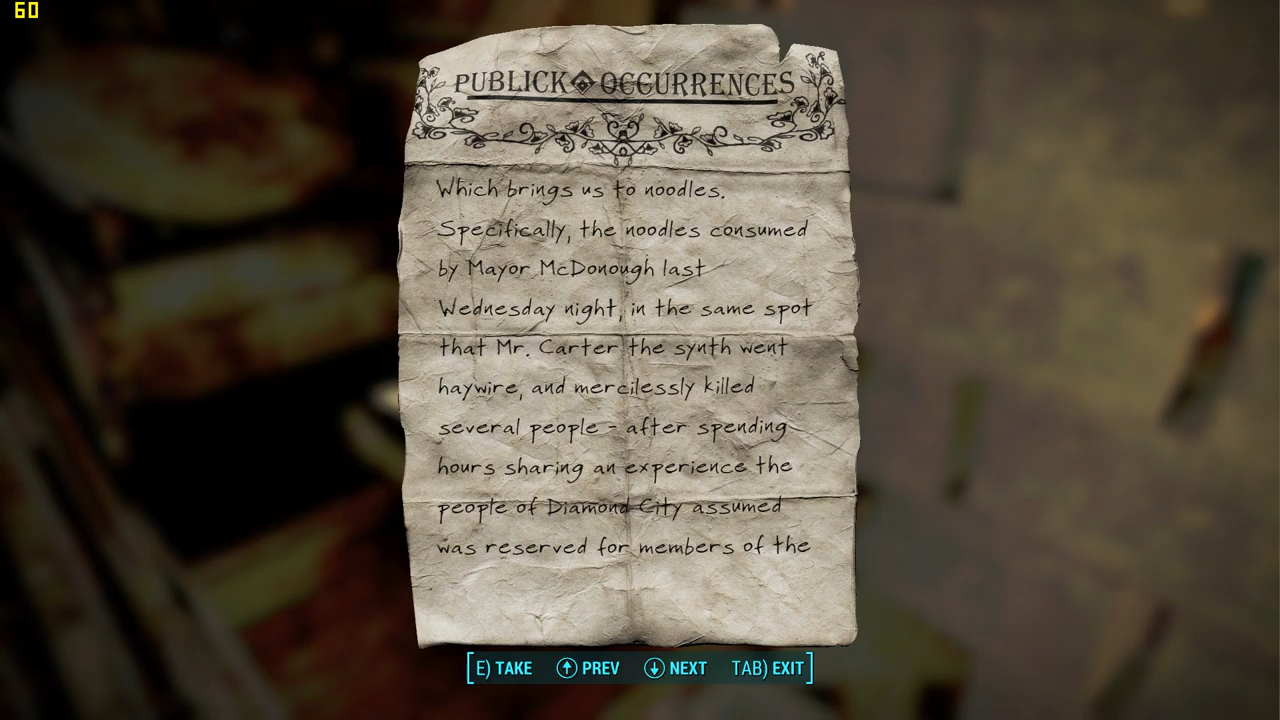 60
PUBLICK OCCURRENCES
Which brings us to noodles.
Specifically, the noodles consumed
by Mayor McDonough last
Wednesday night, in the same spot
that Mr. Carter the synth went
haywire, and mercilessly killed
several people - after spending
hours sharing an experience the
people of Diamond City assumed
was reserved for members of the
E) TAKE PREV NEXT TAB) EXIT